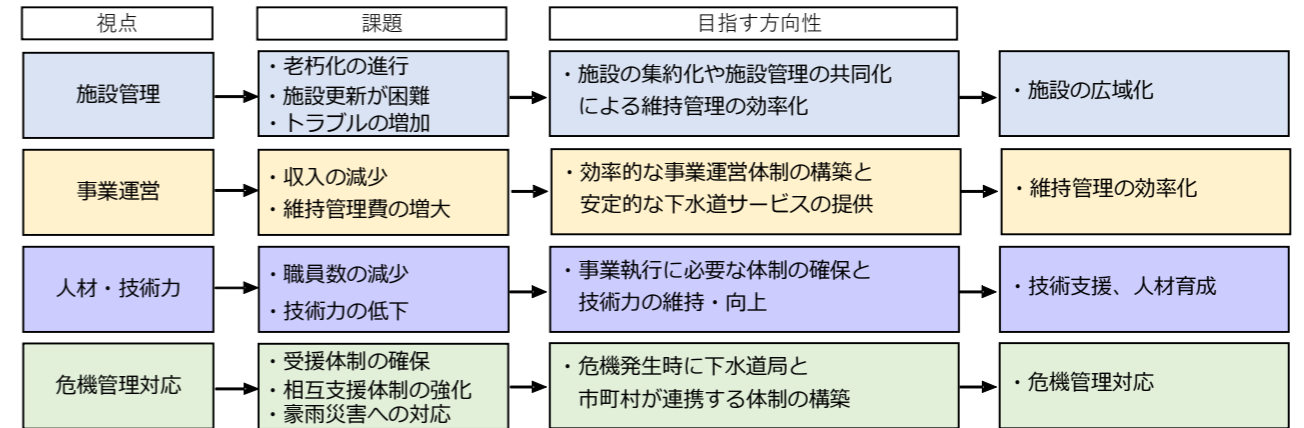 視点
課題
目指す方向性
施設管理
・老朽化の進行
・施設更新が困難
・トラブルの増加
・施設の集約化や施設管理の共同化
による維持管理の効率化
・施設の広域化
事業運営
・収入の減少
・維持管理費の増大
・効率的な事業運営体制の構築と
安定的な下水道サービスの提供
・維持管理の効率化
人材・技術力
・職員数の減少
・技術力の低下
・事業執行に必要な体制の確保と
技術力の維持・向上
・技術支援、人材育成
危機管理対応
・受援体制の確保
・相互支援体制の強化
・豪雨災害への対応
・危機発生時に下水道局と
市町村が連携する体制の構築
・危機管理対応